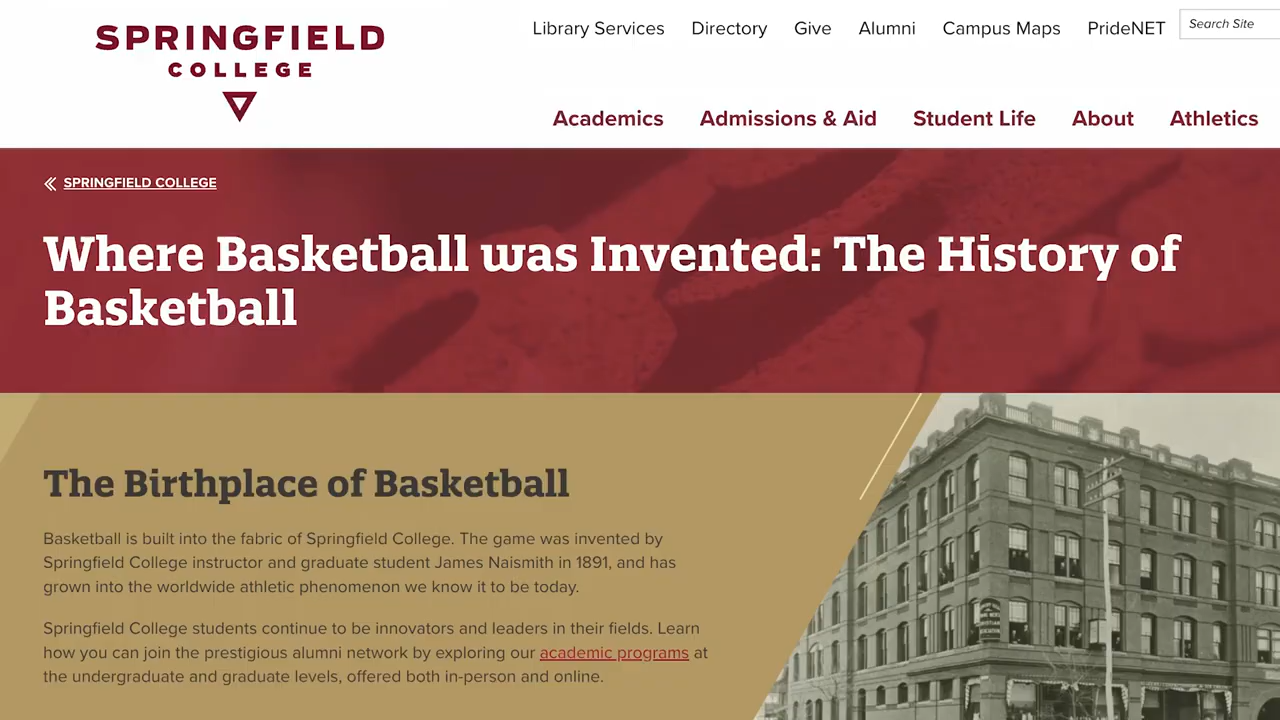 SPRINGFIELD
COLLEGE
Library Services Directory Give Alumni Campus Maps PrideNET Search Site
Academics Admissions & Aid Student Life About Athletics
SPRINGFIELD COLLEGE
Where Basketball was Invented: The History of
Basketball
The Birthplace of Basketball
Basketball is built into the fabric of Springfield College. The game was invented by
Springfield College instructor and graduate student James Naismith in 1891, and has
grown into the worldwide athletic phenomenon we know it to be today.
Springfield College students continue to be innovators and leaders in their fields. Learn
how you can join the prestigious alumni network by exploring our academic programs at
the undergraduate and graduate levels, offered both in-person and online.